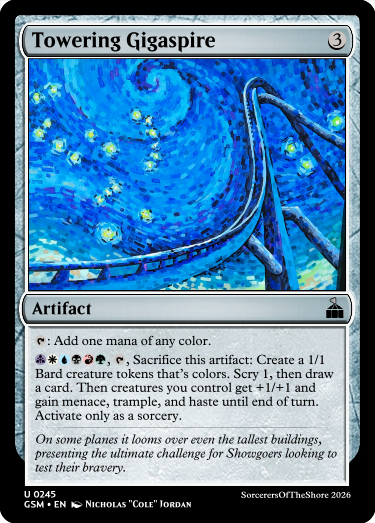 Towering Gigaspire
3
Artifact
: Add one mana of any color.
, , Sacrifice this artifact: Create a 1/1
Bard creature tokens that's colors. Scry 1, then draw
a card. Then creatures you control get +1/+1 and
gain menace, trample, and haste until end of turn.
Activate only as a sorcery.
On some planes it looms over even the tallest buildings,
presenting the ultimate challenge for Showgoers looking to
test their bravery.
U 0245
GSM • EN Nicholas "Cole" Jordan
SorcerersOfTheShore 2026